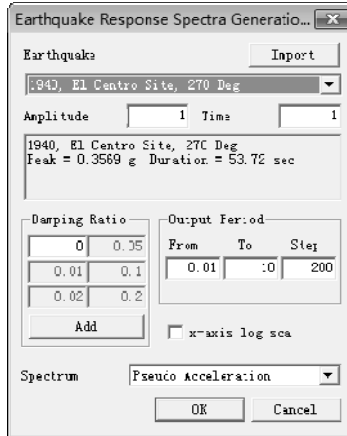 Earthquake Response Spectra Generatio...
Earthquake Import
1940, El Centro Site, 270 Deg
Amplitude 1 Time 1
1940, El Centro Site, 270 Deg
Peak = 0.3569 g Duration = 53.72 sec
Damping Ratio
0 0.05
0.01 0.1
0.02 0.2
Add
Output Period
From To Step
0.01 10 200
x-axis log sca
Spectrum Pseudo Acceleration
OK Cancel